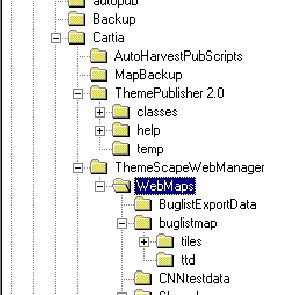 autopub
Backup
Cartia
AutoHarvestPubScripts
MapBackup
ThemePublisher 2.0
classes
help
temp
ThemeScapeWebManager
WebMaps
BuglistExportData
buglistmap
tiles
ttd
CNNtestdata